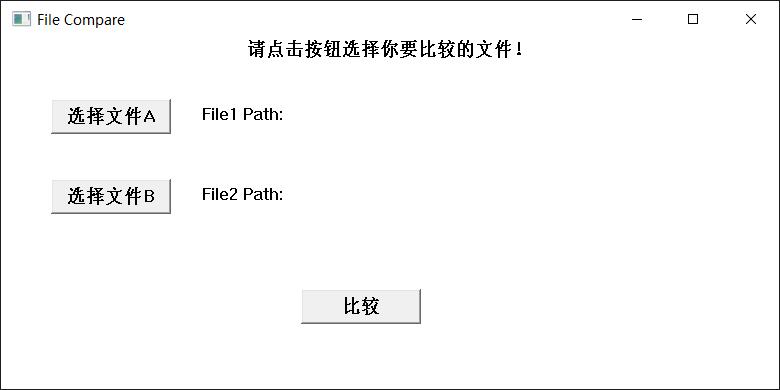 File Compare
请点击按钮选择你要比较的文件!
选择文件A
File1 Path:
选择文件B
File2 Path:
比较